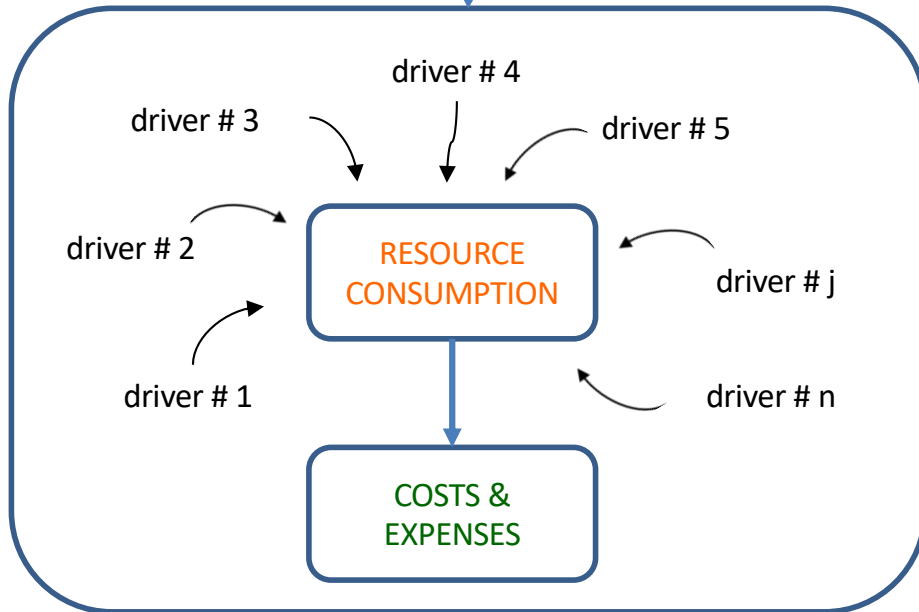 driver # 4
driver # 3
driver # 5
driver # 2
RESOURCE
CONSUMPTION
driver # j
driver # 1
driver # n
COSTS &
EXPENSES